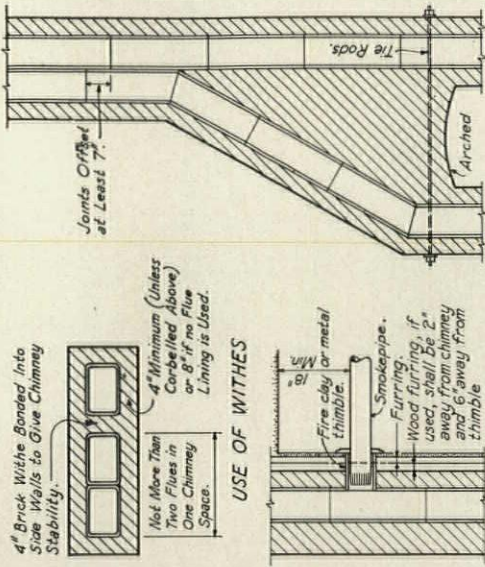 4" Brick Withe Bonded Into
Side Walls to Give Chimney
Stability.
4" Minimum (Unless
Corbelled Above)
or 8" if no Flue
Lining is Used.
Not More Than
Two Flues in
One Chimney
Space.
USE OF WITHES
Joints Offset
at Least 7".
Tie Rods.
Arched
18"
Min.
Fire clay or metal
thimble.
Smokepipe.
Furring.
Wood furring, if
used, shall be 2"
away from chimney
and 6" away from
thimble